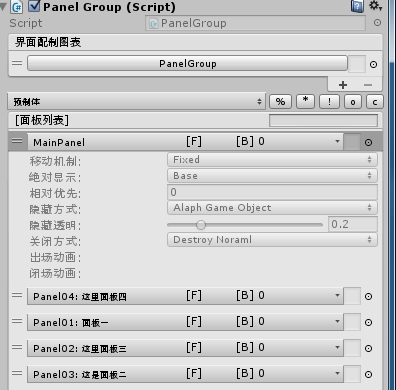 Panel Group (Script)
Script PanelGroup
界面配制图表
PanelGroup
+ -
预制体 % * ! o c
[面板列表]
MainPanel [F] [B] 0
移动机制: Fixed
绝对显示: Base
相对优先: 0
隐藏方式: Alaph Game Object
隐藏透明: 0.2
关闭方式: Destroy Noraml
出场动画:
闭场动画:
Panel04: 这里面板四 [F] [B] 0
Panel01: 面板一 [F] [B] 0
Panel02: 这里面板三 [F] [B] 0
Panel03: 这是面板二 [F] [B] 0